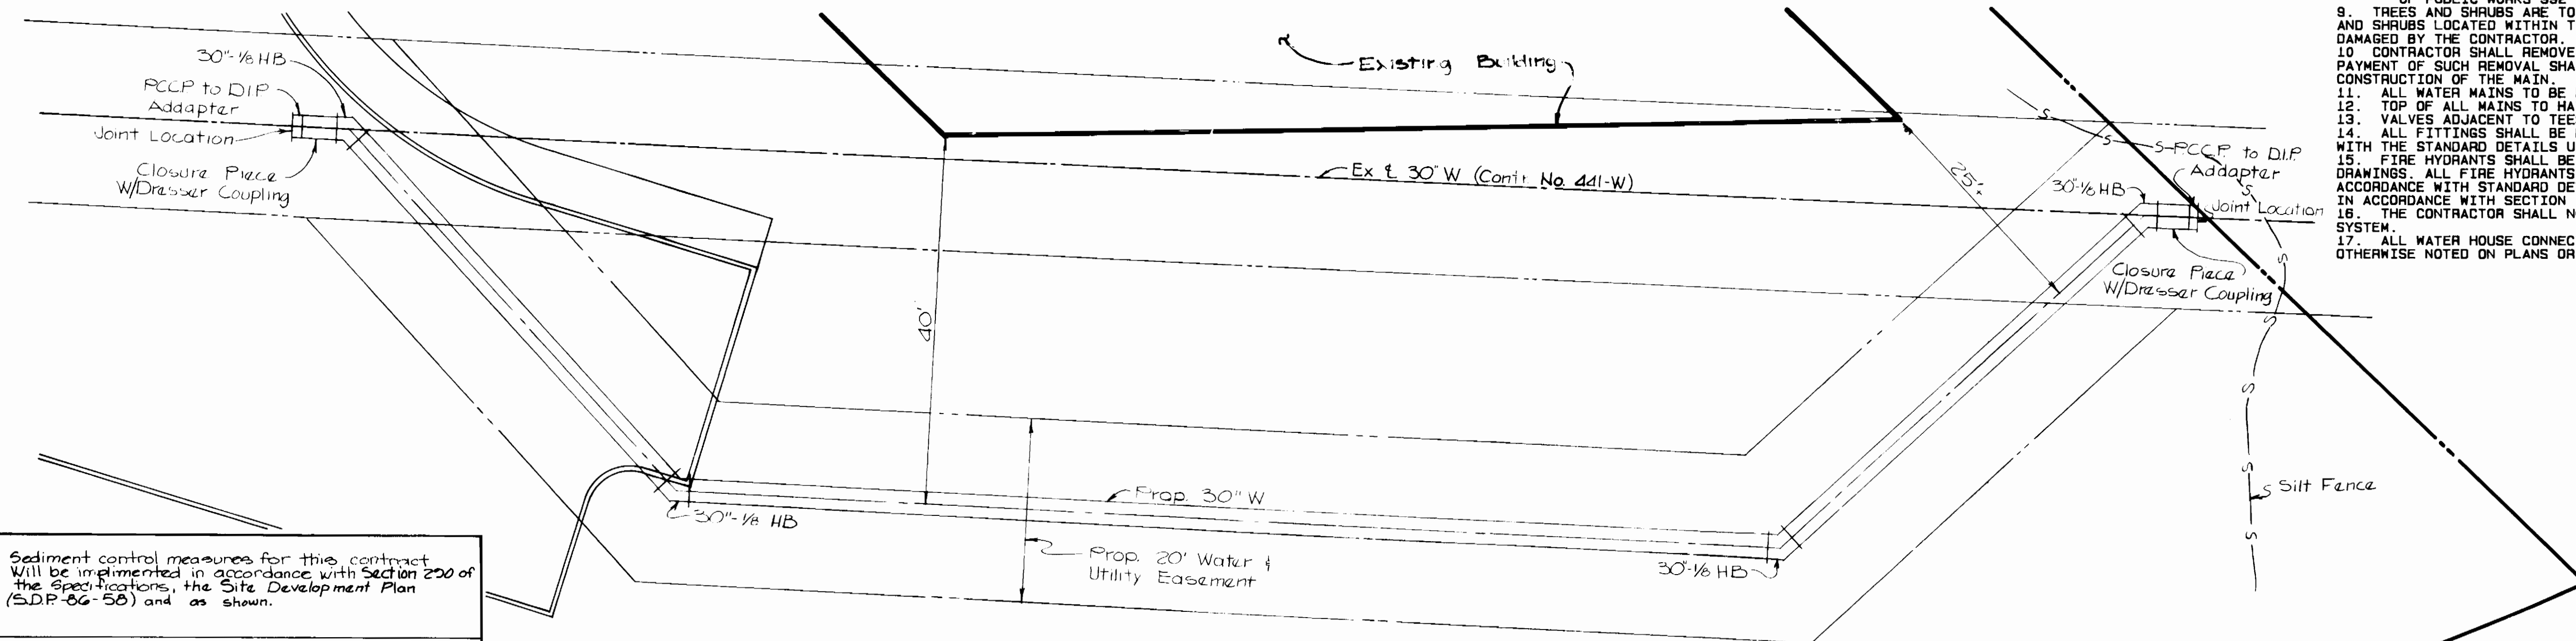 30"-1/8 HB
PCCP to DIP
Addapter
Joint Location
Closure Piece
W/Dresser Coupling
Existing Building
Ex ℄ 30" W (Contr. No. 441-W)
40'
25'±
S-PCCP to D.I.P.
Addapter
30"-1/8 HB
Joint Location
Closure Piece
W/Dresser Coupling
S
S
S
S
S
S
S
S
S
Silt Fence
Prop. 30" W
30"-1/8 HB
Prop. 20' Water &
Utility Easement
30"-1/8 HB
Sediment control measures for this contract
Will be implimented in accordance with Section 290 of
the Specifications, the Site Development Plan
(S.D.P.-86-58) and as shown.
OF PUBLIC WORKS
9. TREES AND SHRUBS ARE TO
AND SHRUBS LOCATED WITHIN T
DAMAGED BY THE CONTRACTOR.
10 CONTRACTOR SHALL REMOVE
PAYMENT OF SUCH REMOVAL SHA
CONSTRUCTION OF THE MAIN.
11. ALL WATER MAINS TO BE
12. TOP OF ALL MAINS TO HA
13. VALVES ADJACENT TO TEE
14. ALL FITTINGS SHALL BE
WITH THE STANDARD DETAILS U
15. FIRE HYDRANTS SHALL BE
DRAWINGS. ALL FIRE HYDRANTS
ACCORDANCE WITH STANDARD DE
IN ACCORDANCE WITH SECTION
16. THE CONTRACTOR SHALL N
SYSTEM.
17. ALL WATER HOUSE CONNEC
OTHERWISE NOTED ON PLANS OR